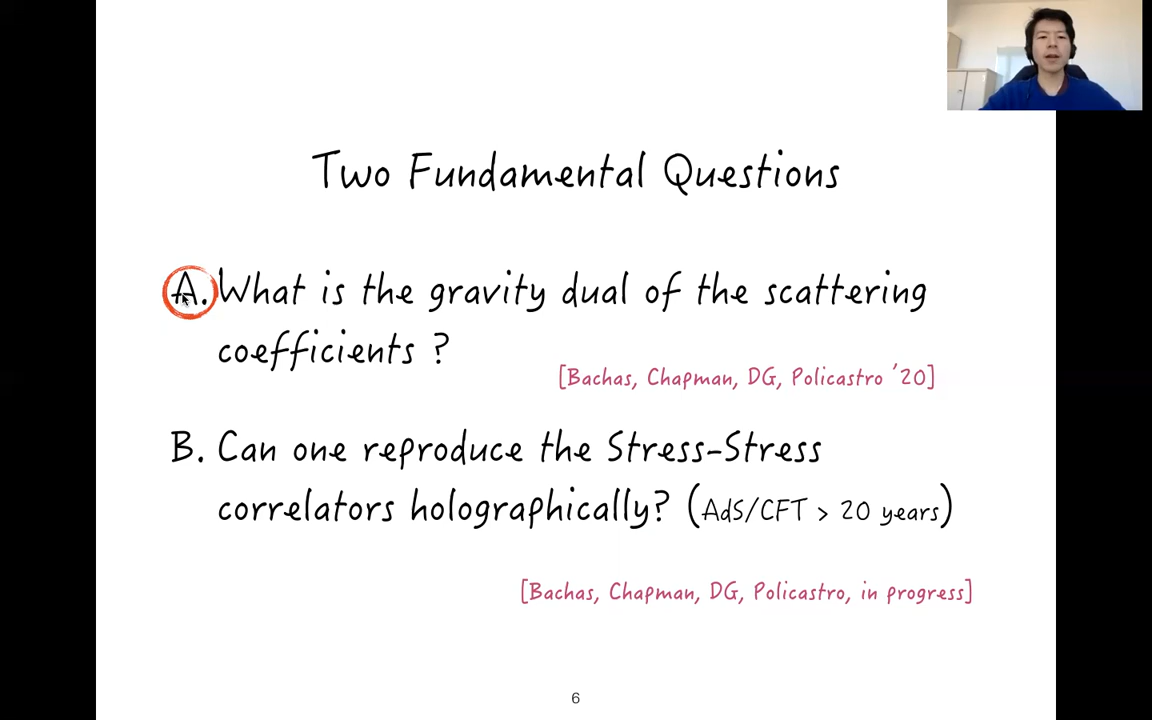 Two Fundamental Questions
A. What is the gravity dual of the scattering
coefficients ?
[Bachas, Chapman, DG, Policastro '20]
B. Can one reproduce the Stress-Stress
correlators holographically? (AdS/CFT > 20 years)
[Bachas, Chapman, DG, Policastro, in progress]
6